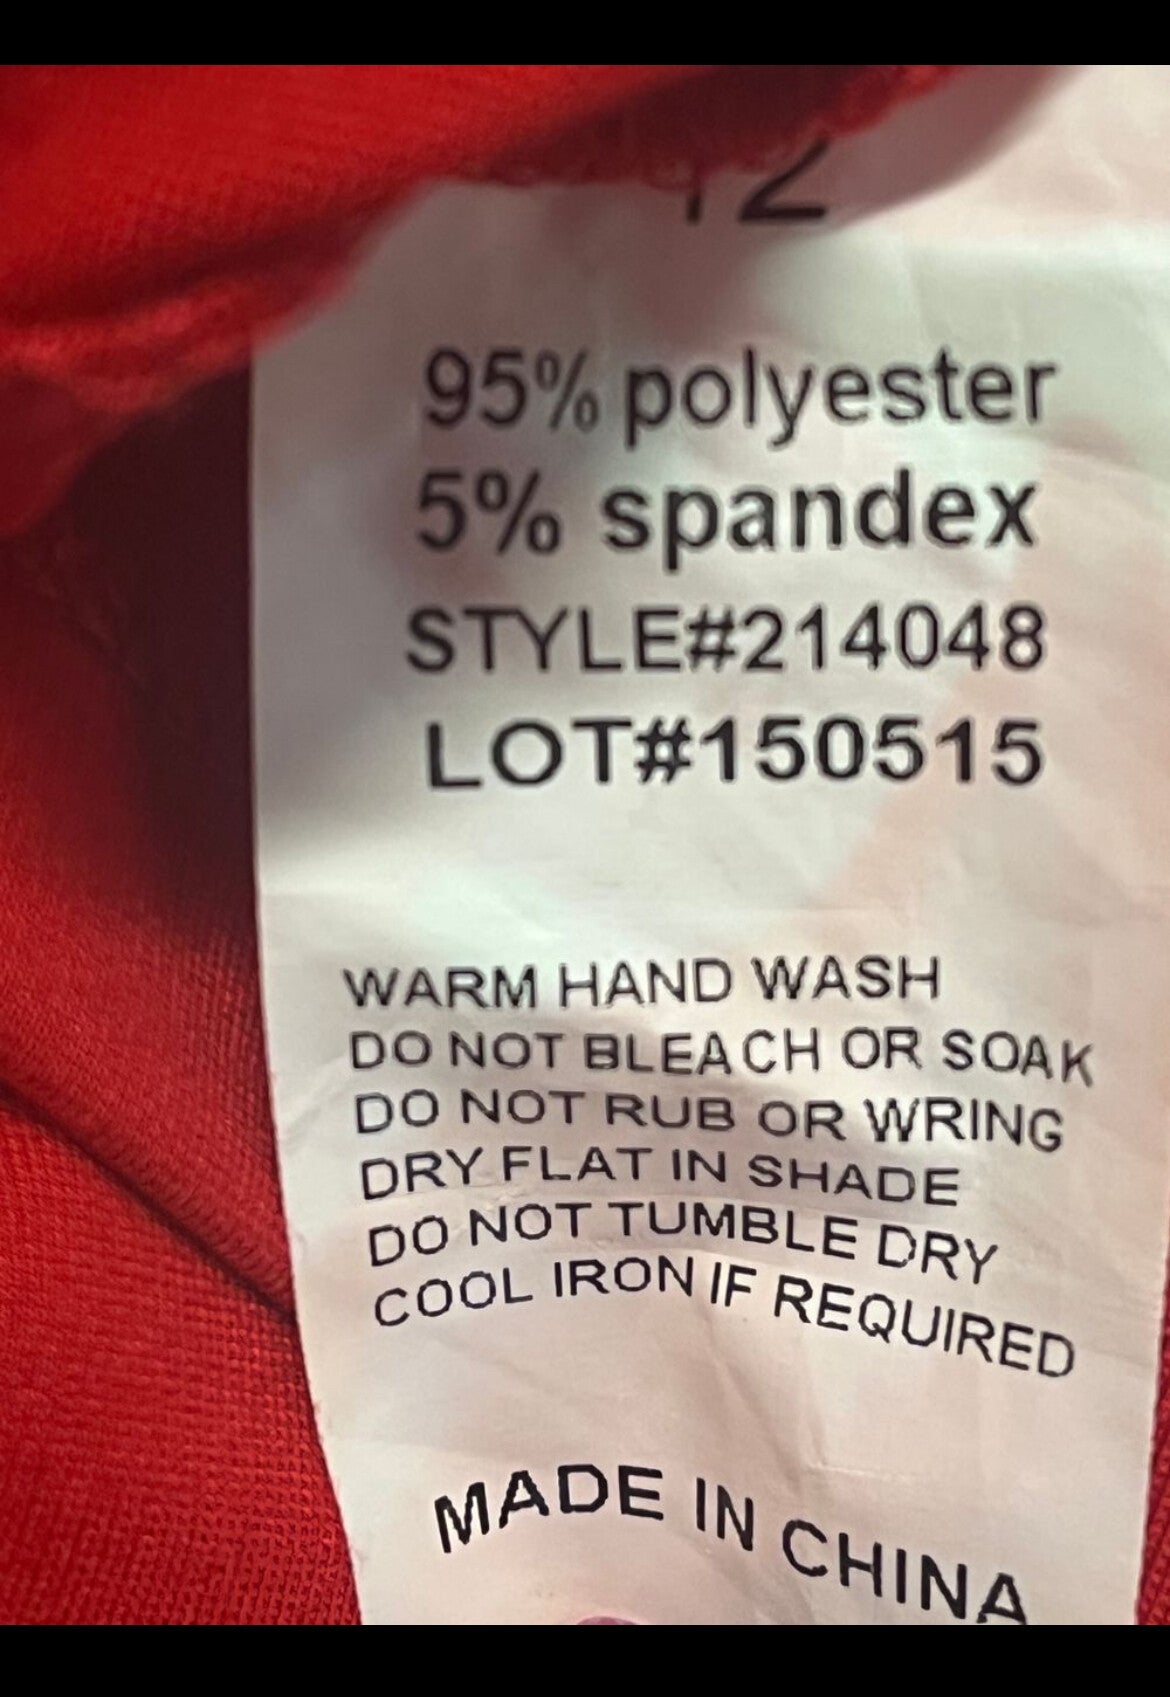 12
95% polyester
5% spandex
STYLE#214048
LOT#150515
WARM HAND WASH
DO NOT BLEACH OR SOAK
DO NOT RUB OR WRING
DRY FLAT IN SHADE
DO NOT TUMBLE DRY
COOL IRON IF REQUIRED
MADE IN CHINA